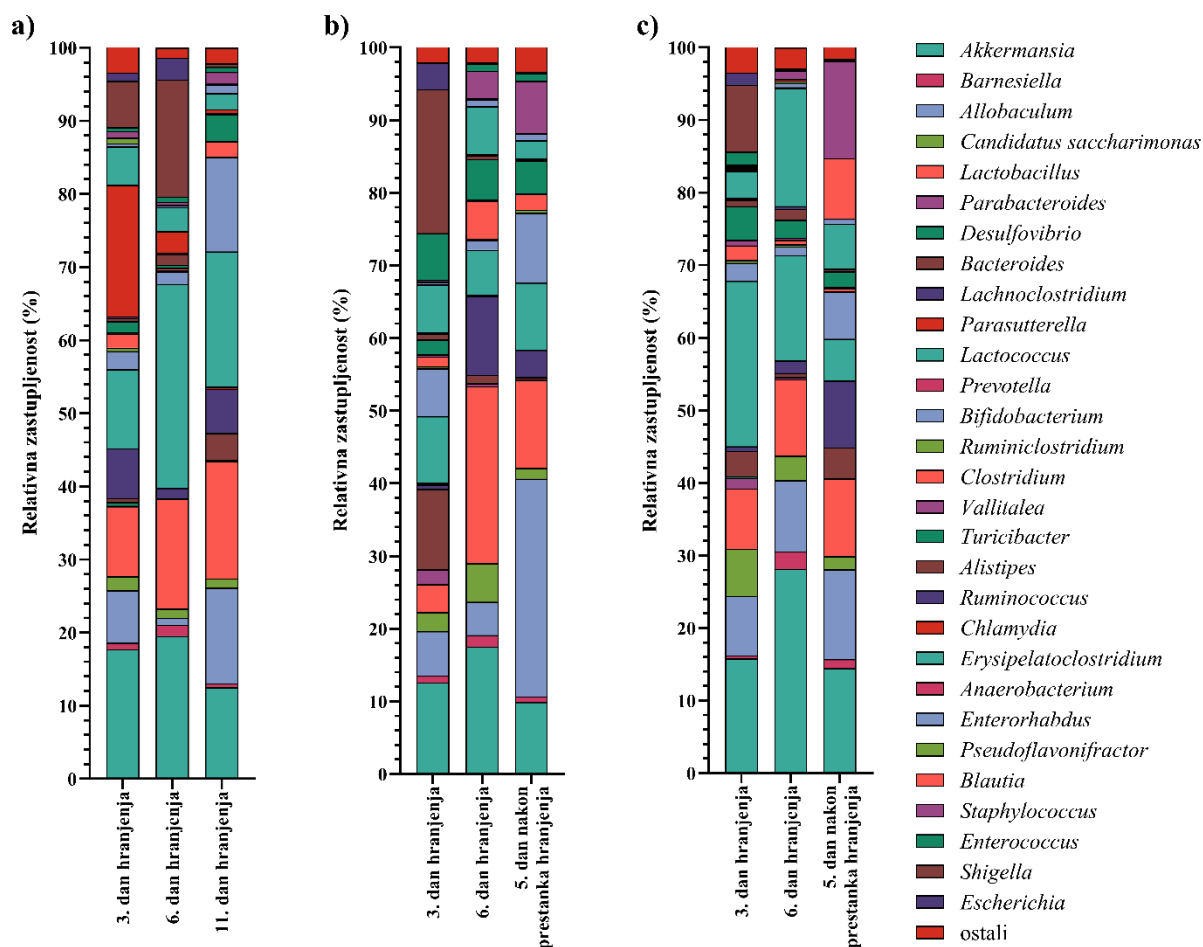 a)
Relativna zastupljenost (%)
100
90
80
70
60
50
40
30
20
10
0
3. dan hranjenja
6. dan hranjenja
11. dan hranjenja
b)
Relativna zastupljenost (%)
100
90
80
70
60
50
40
30
20
10
0
3. dan hranjenja
6. dan hranjenja
5. dan nakon
prestanka hranjenja
c)
Relativna zastupljenost (%)
100
90
80
70
60
50
40
30
20
10
0
3. dan hranjenja
6. dan hranjenja
5. dan nakon
prestanka hranjenja
Akkermansia
Barnesiella
Allobaculum
Candidatus saccharimonas
Lactobacillus
Parabacteroides
Desulfovibrio
Bacteroides
Lachnoclostridium
Parasutterella
Lactococcus
Prevotella
Bifidobacterium
Ruminiclostridium
Clostridium
Vallitalea
Turicibacter
Alistipes
Ruminococcus
Chlamydia
Erysipelatoclostridium
Anaerobacterium
Enterorhabdus
Pseudoflavonifractor
Blautia
Staphylococcus
Enterococcus
Shigella
Escherichia
ostali